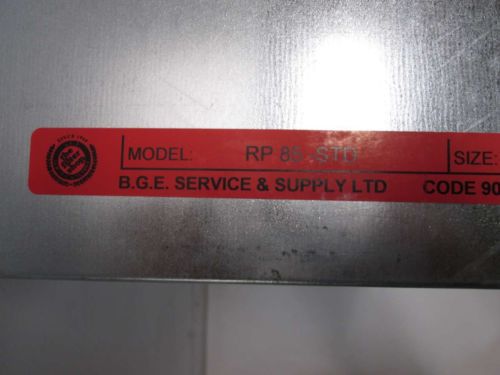 MODEL: RP 85-STD SIZE:
B.G.E. SERVICE & SUPPLY LTD CODE 90